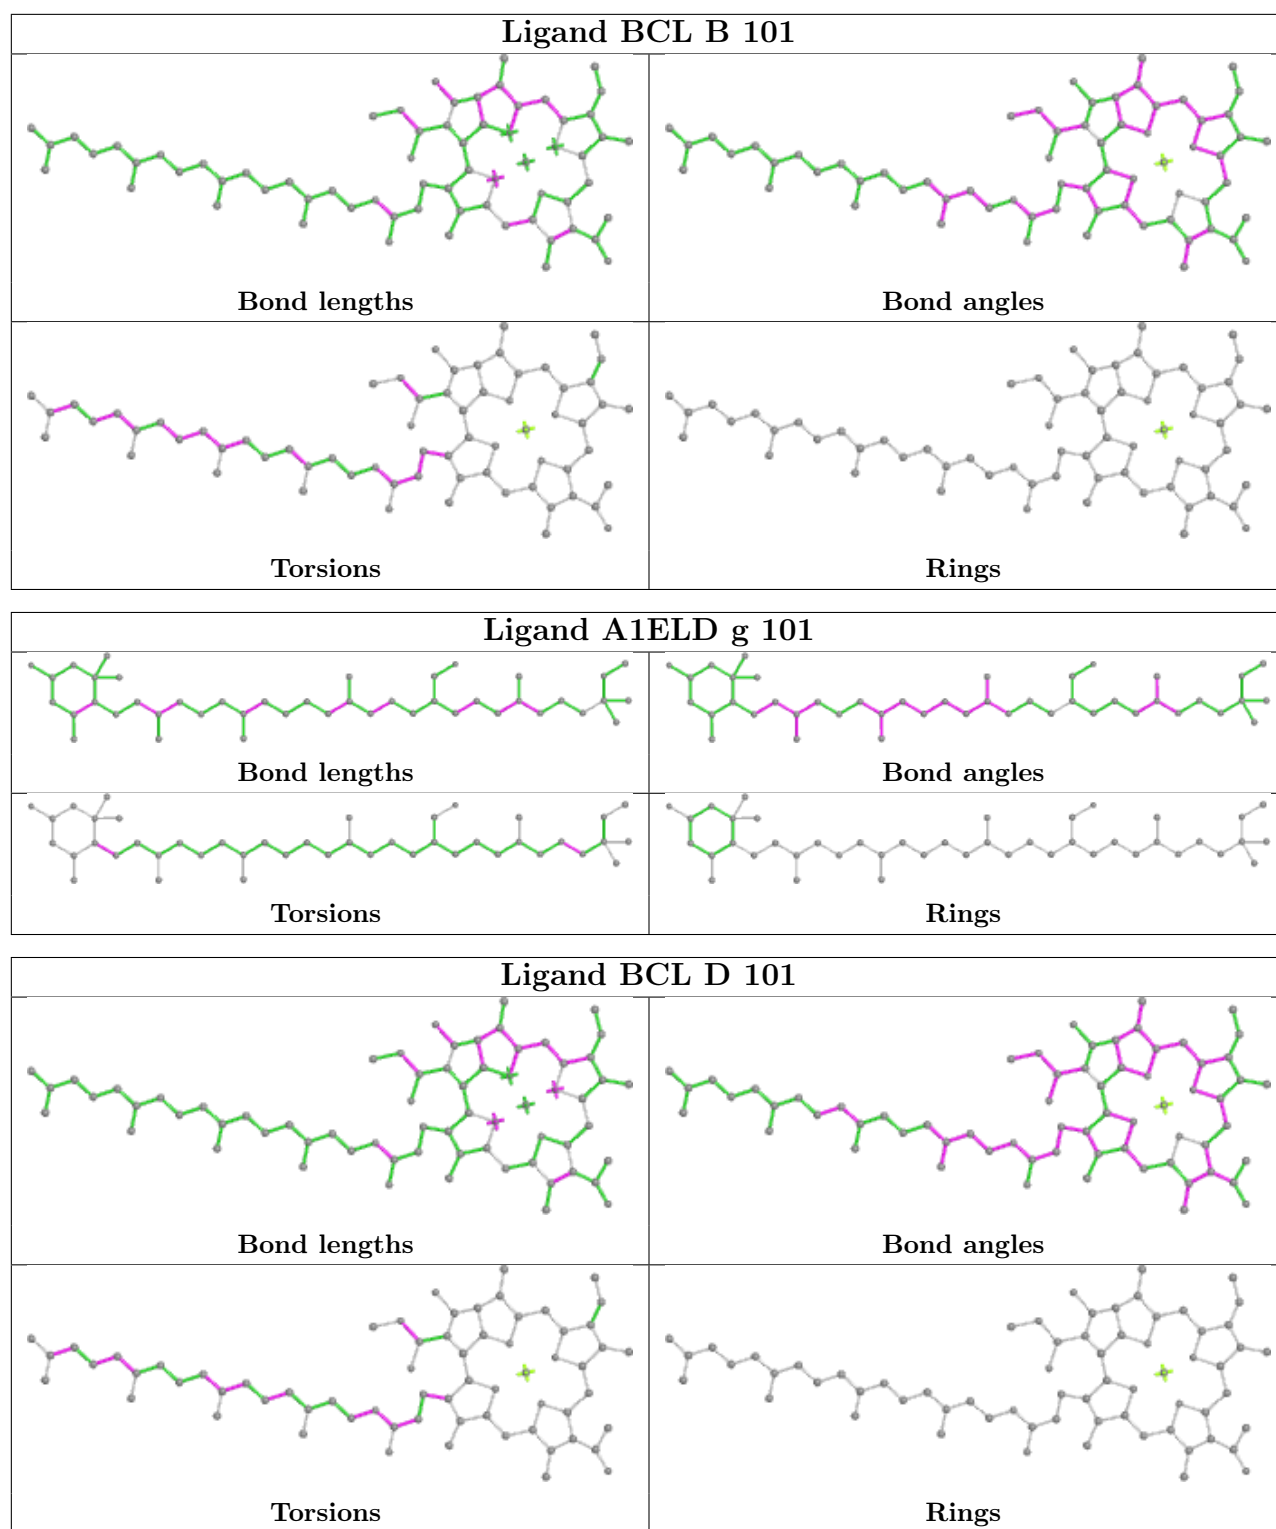 Ligand BCL B 101
Bond lengths
Bond angles
Torsions
Rings
Ligand A1ELD g 101
Bond lengths
Bond angles
Torsions
Rings
Ligand BCL D 101
Bond lengths
Bond angles
Torsions
Rings